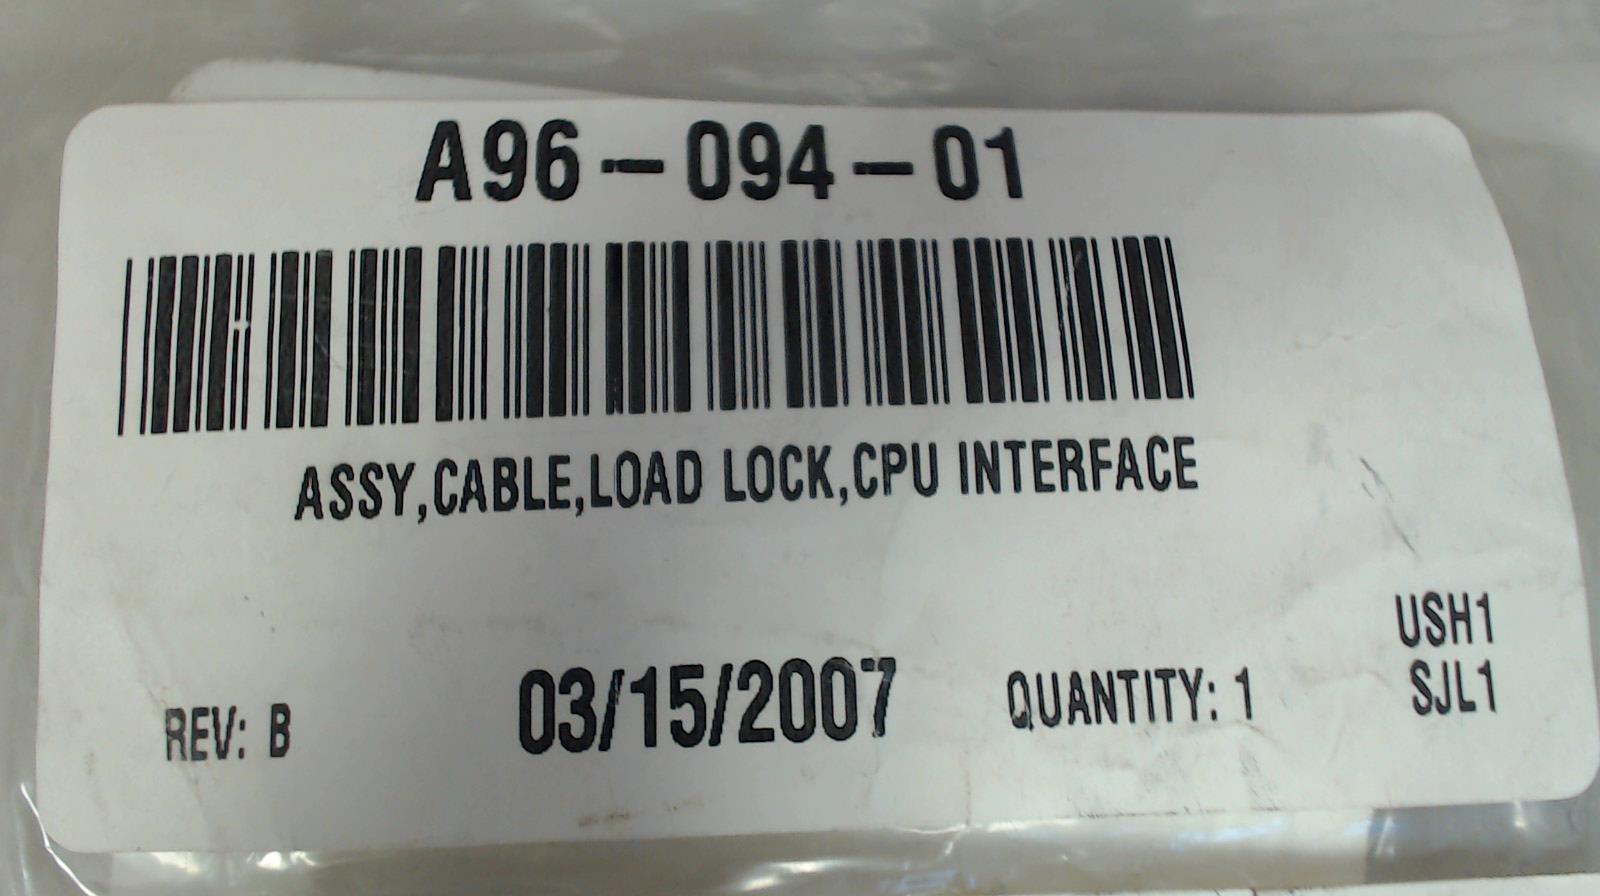 A96-094-01
ASSY,CABLE,LOAD LOCK,CPU INTERFACE
USH1
REV: B 03/15/2007 QUANTITY: 1 SJL1